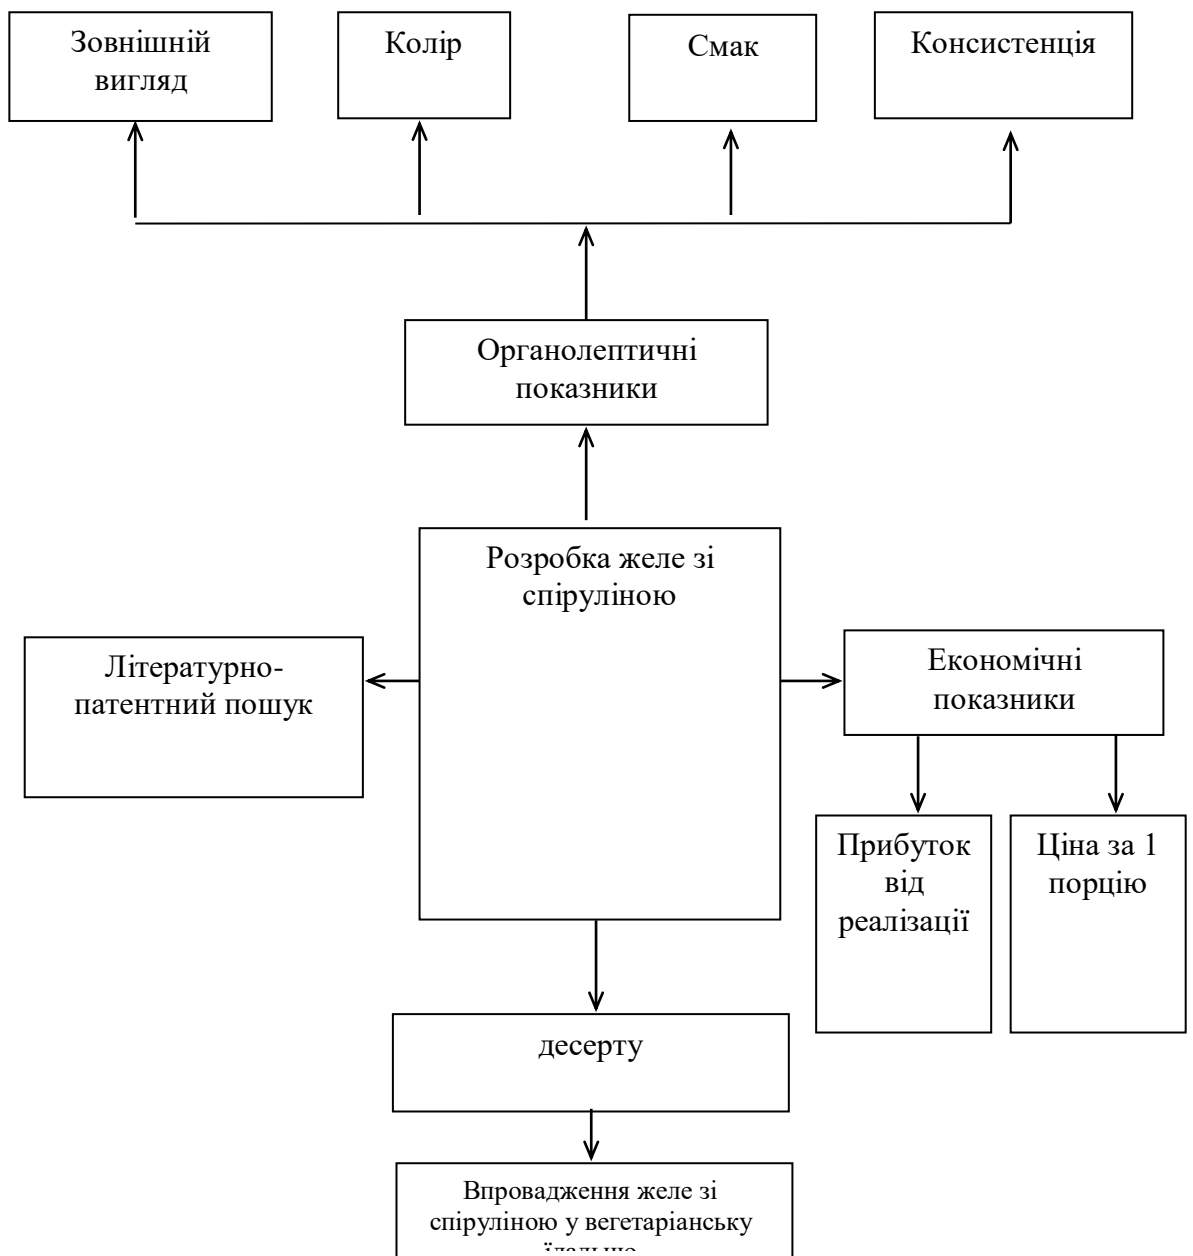 Зовнішній
вигляд
Колір
Смак
Консистенція
Органолептичні
показники
Розробка желе зі
спіруліною
Літературно-
патентний пошук
Економічні
показники
Прибуток
від
реалізації
Ціна за 1
порцію
десерту
Впровадження желе зі
спіруліною у вегетаріанську